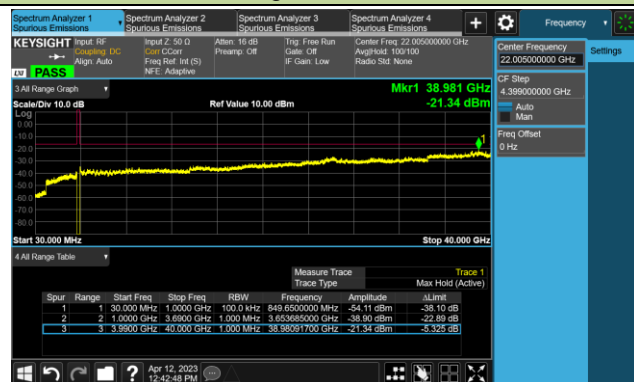 Spectrum Analyzer 1 Spectrum Analyzer 2 Spectrum Analyzer 3 Spectrum Analyzer 4 + Frequency
Spurious Emissions Spurious Emissions Spurious Emissions Spurious Emissions
KEYSIGHT Input: RF Input Z: 50 Ω Atten: 16 dB Trig: Free Run Center Freq: 22.005000000 GHz
Coupling: DC Corr CCorr Preamp: Off Gate: Off Avg|Hold: 100/100
Align: Auto Freq Ref: Int (S) IF Gain: Low Radio Std: None
LXI PASS NFE: Adaptive
Center Frequency Settings
22.005000000 GHz
CF Step
4.399000000 GHz
Auto
Man
Freq Offset
0 Hz
3 All Range Graph Mkr1 38.981 GHz
Scale/Div 10.0 dB Ref Value 10.00 dBm -21.34 dBm
Log
0.00
-10.0
-20.0
-30.0
-40.0
-50.0
-60.0
-70.0
-80.0
1
Start 30.000 MHz Stop 40.000 GHz
4 All Range Table
Measure Trace Trace 1
Trace Type Max Hold (Active)
Spur Range Start Freq Stop Freq RBW Frequency Amplitude ΔLimit
1 1 30.000 MHz 1.0000 GHz 100.0 kHz 849.6500000 MHz -54.11 dBm -38.10 dB
2 2 1.0000 GHz 3.6900 GHz 1.000 MHz 3.653685000 GHz -38.90 dBm -22.89 dB
3 3 3.9900 GHz 40.000 GHz 1.000 MHz 38.98091700 GHz -21.34 dBm -5.325 dB
? Apr 12, 2023
12:42:48 PM